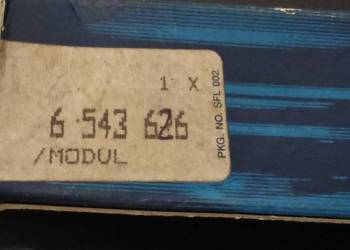 1 X
6 543 626
/MODUL
PKG. NO. SFL 002